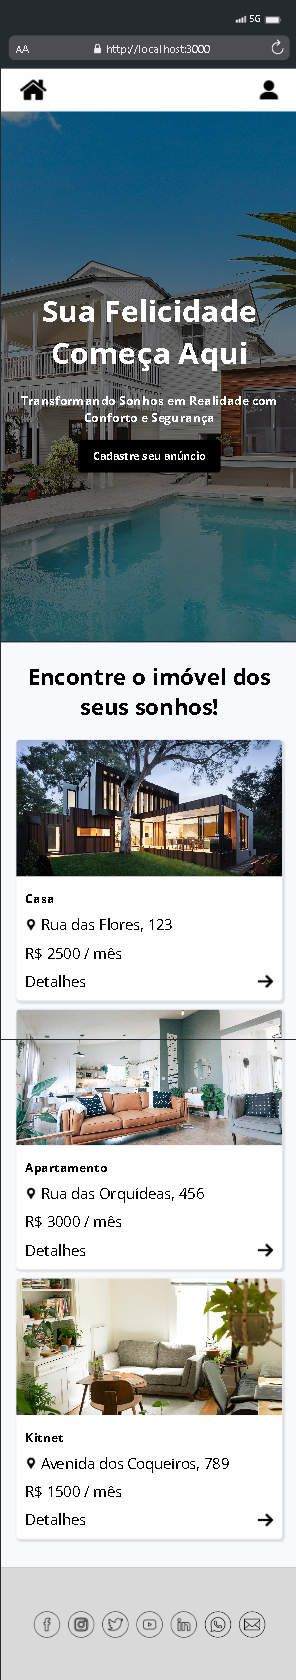 5G
AA
http://localhost:3000
Sua Felicidade
Começa Aqui
Transformando Sonhos em Realidade com
Conforto e Segurança
Cadastre seu anúncio
Encontre o imóvel dos
seus sonhos!
Casa
Rua das Flores, 123
R$ 2500 / mês
Detalhes
Apartamento
Rua das Orquídeas, 456
R$ 3000 / mês
Detalhes
Kitnet
Avenida dos Coqueiros, 789
R$ 1500 / mês
Detalhes